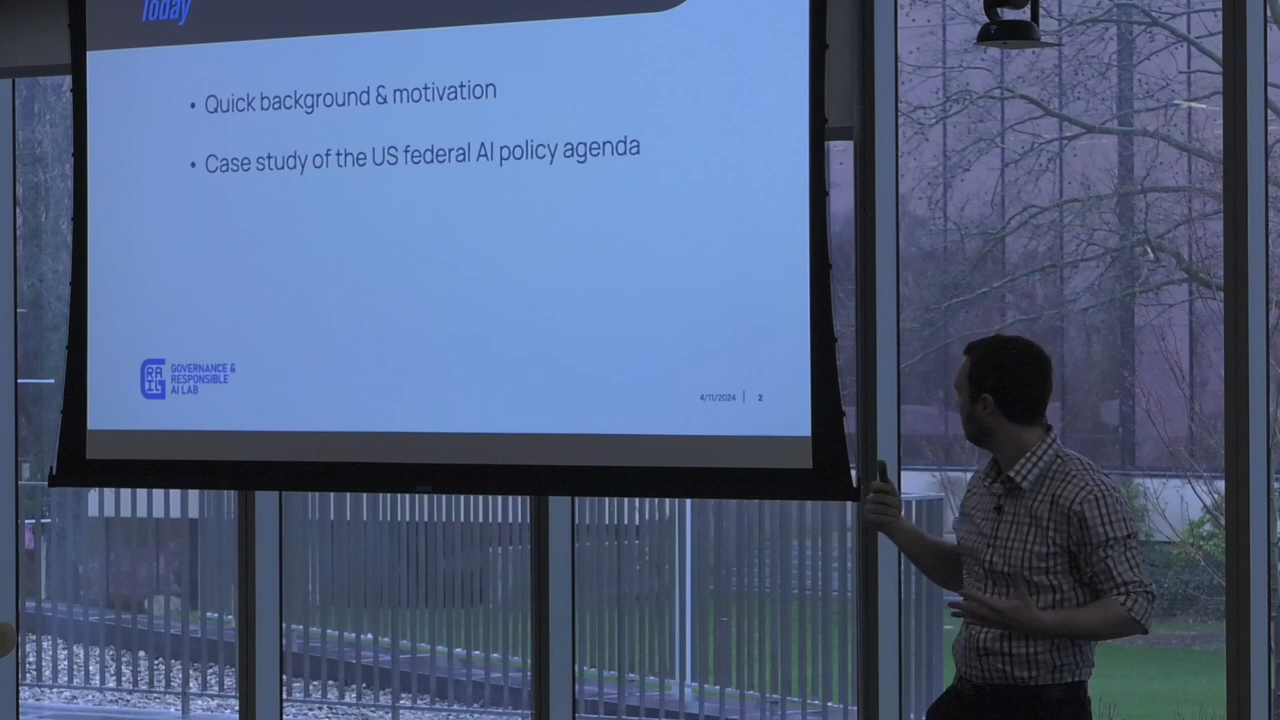 Today
• Quick background & motivation
• Case study of the US federal AI policy agenda
GRAIL
GOVERNANCE &
RESPONSIBLE
AI LAB
4/11/2024 | 2